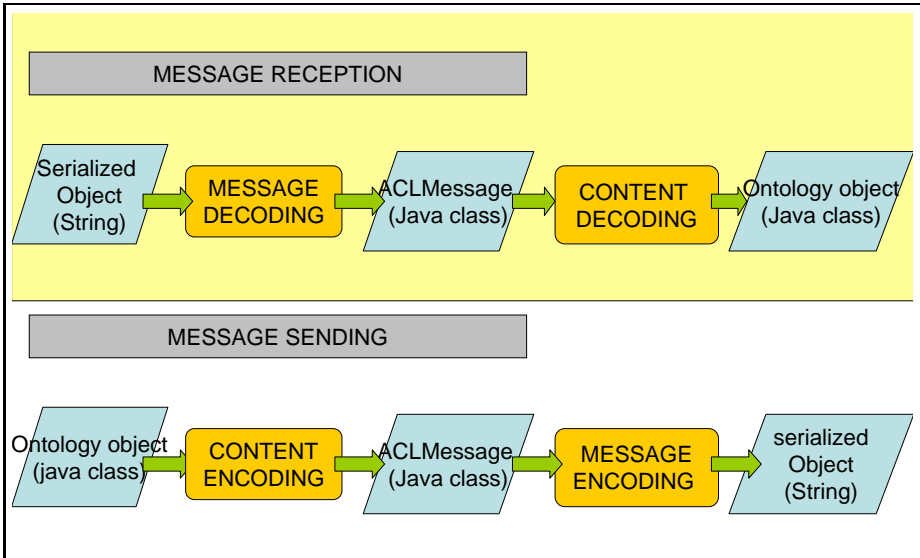 MESSAGE RECEPTION
Serialized
Object
(String)
MESSAGE
DECODING
ACLMessage
(Java class)
CONTENT
DECODING
Ontology object
(Java class)
MESSAGE SENDING
Ontology object
(java class)
CONTENT
ENCODING
ACLMessage
(Java class)
MESSAGE
ENCODING
serialized
Object
(String)